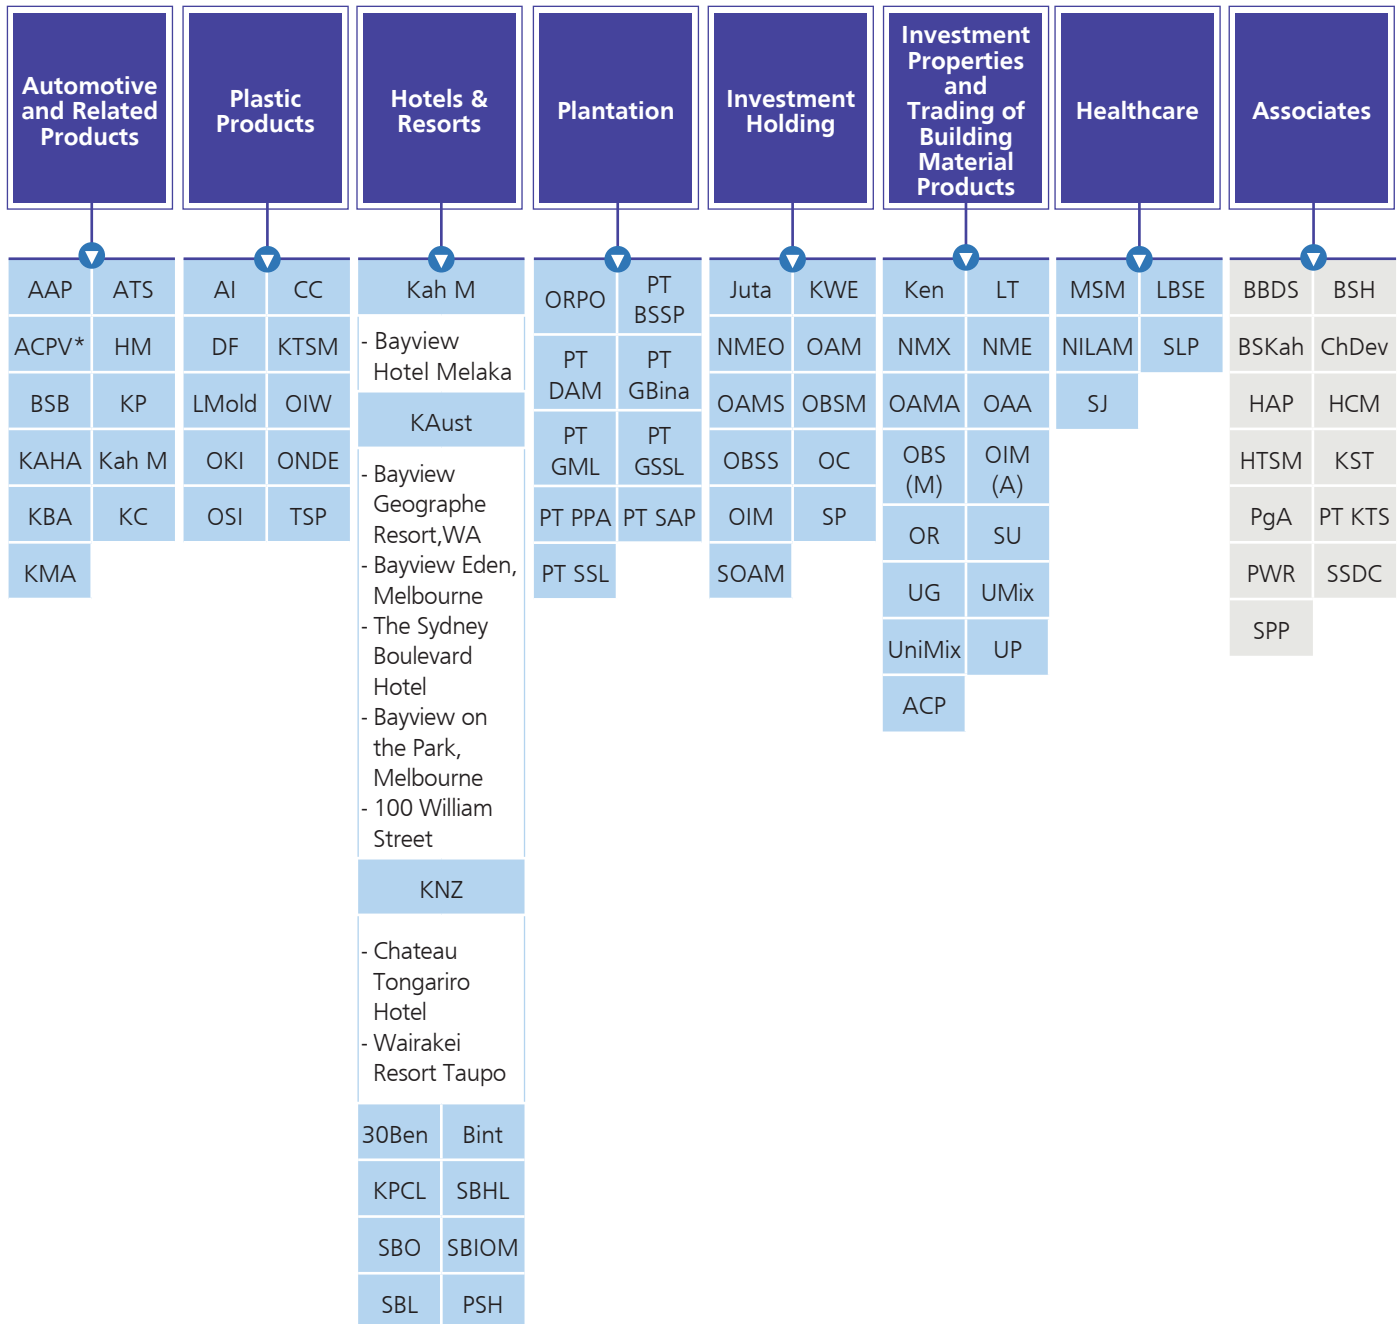 Automotive
and Related
Products
AAP ATS
ACPV* HM
BSB KP
KAHA Kah M
KBA KC
KMA
Plastic
Products
AI CC
DF KTSM
LMold OIW
OKI ONDE
OSI TSP
Hotels &
Resorts
Kah M
- Bayview
Hotel Melaka
KAust
- Bayview
Geographe
Resort,WA
- Bayview Eden,
Melbourne
- The Sydney
Boulevard
Hotel
- Bayview on
the Park,
Melbourne
- 100 William
Street
KNZ
- Chateau
Tongariro
Hotel
- Wairakei
Resort Taupo
30Ben Bint
KPCL SBHL
SBO SBIOM
SBL PSH
Plantation
ORPO
PT
BSSP
PT
DAM
PT
GBina
PT
GML
PT
GSSL
PT PPA PT SAP
PT SSL
Investment
Holding
Juta KWE
NMEO OAM
OAMS OBSM
OBSS OC
OIM SP
SOAM
Investment
Properties
and
Trading of
Building
Material
Products
Ken LT
NMX NME
OAMA OAA
OBS
(M)
OIM
(A)
OR SU
UG UMix
UniMix UP
ACP
Healthcare
MSM LBSE
NILAM SLP
SJ
Associates
BBDS BSH
BSKah ChDev
HAP HCM
HTSM KST
PgA PT KTS
PWR SSDC
SPP